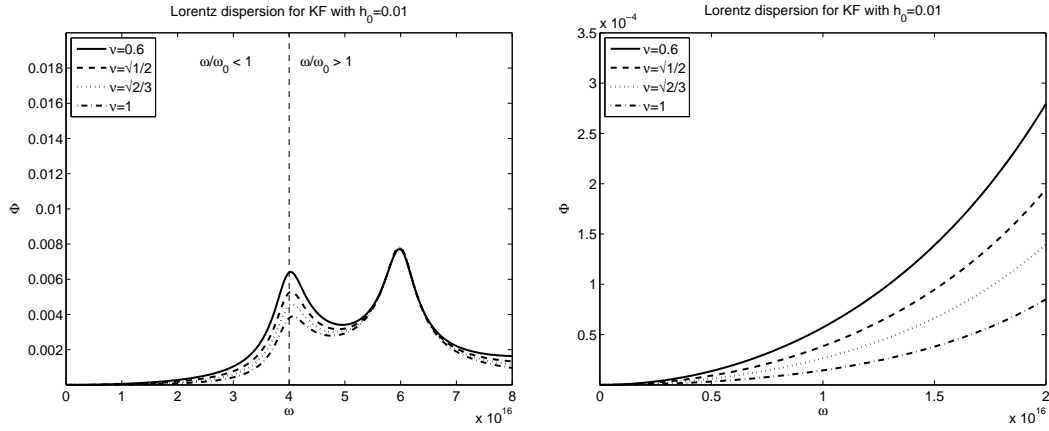 Lorentz dispersion for KF with h_0=0.01
Φ
0.018
0.016
0.014
0.012
0.01
0.008
0.006
0.004
0.002
ν=0.6
ν=√1/2
ν=√2/3
ν=1
ω/ω_0 < 1
ω/ω_0 > 1
0 1 2 3 4 5 6 7 8
ω
x 10^16
Lorentz dispersion for KF with h_0=0.01
x 10^-4
Φ
3.5
3
2.5
2
1.5
1
0.5
ν=0.6
ν=√1/2
ν=√2/3
ν=1
0 0.5 1 1.5 2
ω
x 10^16